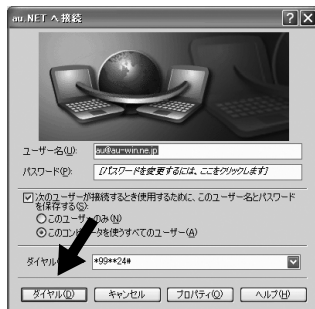 au.NET へ接続
ユーザー名(U):
au@au-win.ne.jp
パスワード(P):
[パスワードを変更するには、ここをクリックします]
次のユーザーが接続するとき使用するために、このユーザー名とパスワード
を保存する(S):
このユーザーのみ(N)
このコンピュータを使うすべてのユーザー(A)
ダイヤル
*99**24#
ダイヤル(D)
キャンセル
プロパティ(O)
ヘルプ(H)